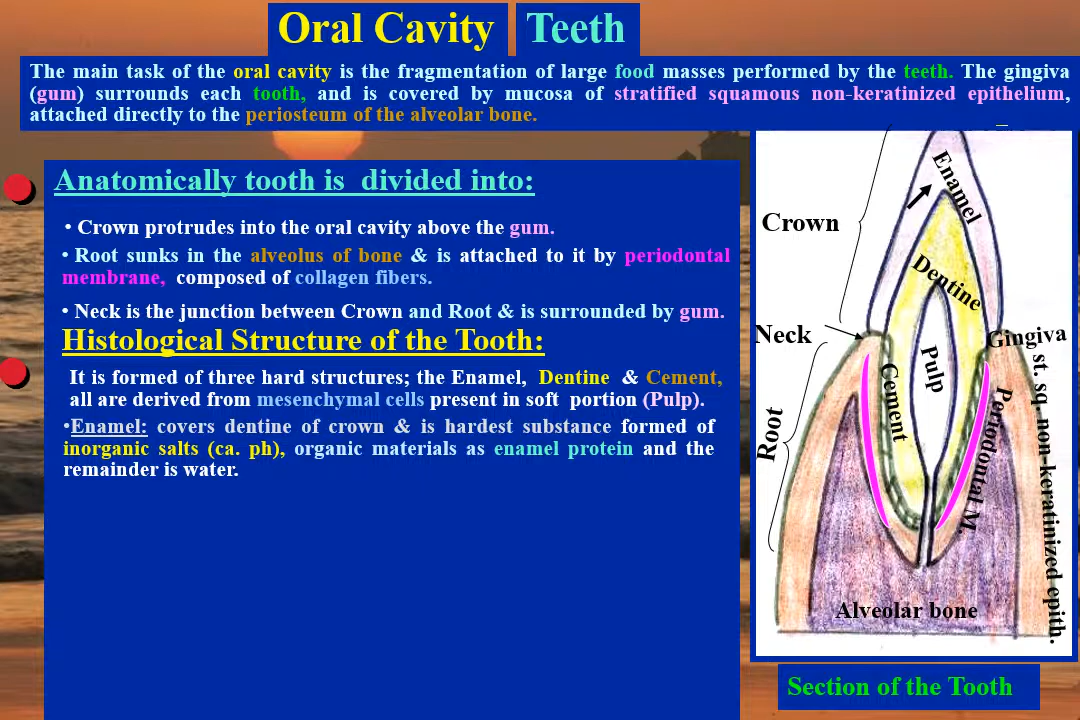 Oral Cavity Teeth
The main task of the oral cavity is the fragmentation of large food masses performed by the teeth. The gingiva
(gum) surrounds each tooth, and is covered by mucosa of stratified squamous non-keratinized epithelium,
attached directly to the periosteum of the alveolar bone.
Anatomically tooth is divided into:
• Crown protrudes into the oral cavity above the gum.
• Root sunks in the alveolus of bone & is attached to it by periodontal
membrane, composed of collagen fibers.
• Neck is the junction between Crown and Root & is surrounded by gum.
Histological Structure of the Tooth:
It is formed of three hard structures; the Enamel, Dentine & Cement,
all are derived from mesenchymal cells present in soft portion (Pulp).
•Enamel: covers dentine of crown & is hardest substance formed of
inorganic salts (ca. ph), organic materials as enamel protein and the
remainder is water.
Enamel
Crown
Dentine
Neck
Gingiva
Pulp
Cement
Root
Periodontal M.
st. sq. non-keratinized epith.
Alveolar bone
Section of the Tooth